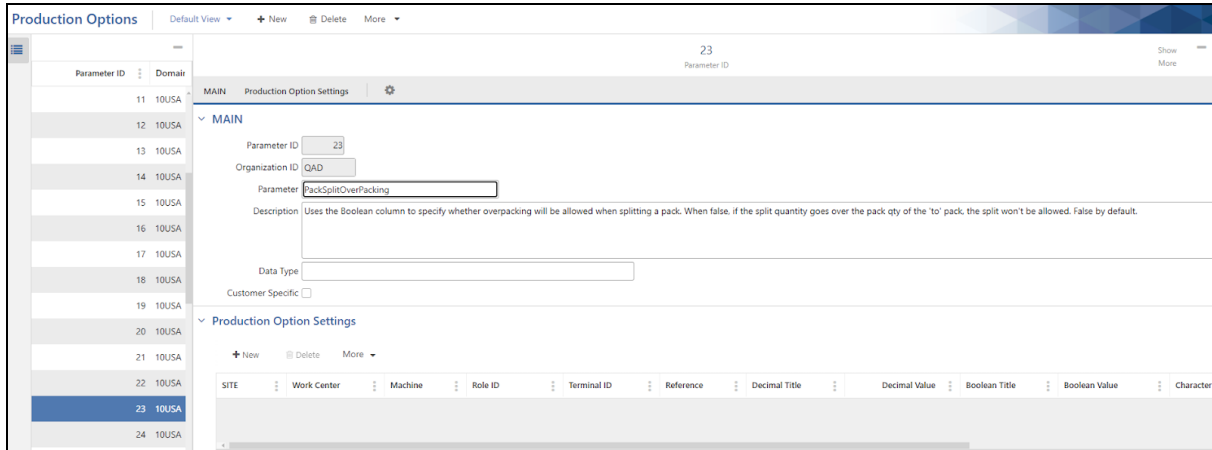 Production Options
Default View
New
Delete
More
Parameter ID
Domain
11 10USA
12 10USA
13 10USA
14 10USA
15 10USA
16 10USA
17 10USA
18 10USA
19 10USA
20 10USA
21 10USA
22 10USA
23 10USA
24 10USA
23
Parameter ID
Show
More
MAIN
Production Option Settings
MAIN
Parameter ID 23
Organization ID QAD
Parameter PackSplitOverPacking
Description Uses the Boolean column to specify whether overpacking will be allowed when splitting a pack. When false, if the split quantity goes over the pack qty of the 'to' pack, the split won't be allowed. False by default.
Data Type
Customer Specific
Production Option Settings
New
Delete
More
SITE
Work Center
Machine
Role ID
Terminal ID
Reference
Decimal Title
Decimal Value
Boolean Title
Boolean Value
Character